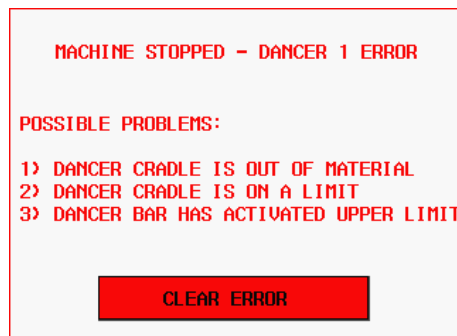 MACHINE STOPPED - DANCER 1 ERROR
POSSIBLE PROBLEMS:
1) DANCER CRADLE IS OUT OF MATERIAL
2) DANCER CRADLE IS ON A LIMIT
3) DANCER BAR HAS ACTIVATED UPPER LIMIT
CLEAR ERROR